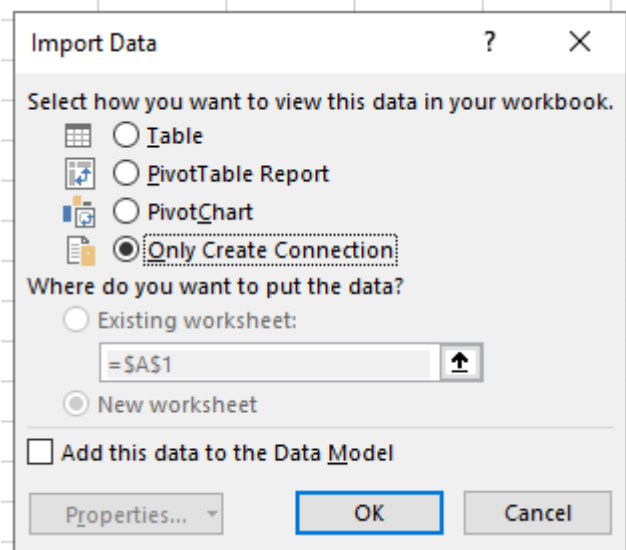 Import Data ?
Select how you want to view this data in your workbook.
Table
PivotTable Report
PivotChart
Only Create Connection
Where do you want to put the data?
Existing worksheet:
=$A$1
New worksheet
Add this data to the Data Model
Properties...
OK
Cancel